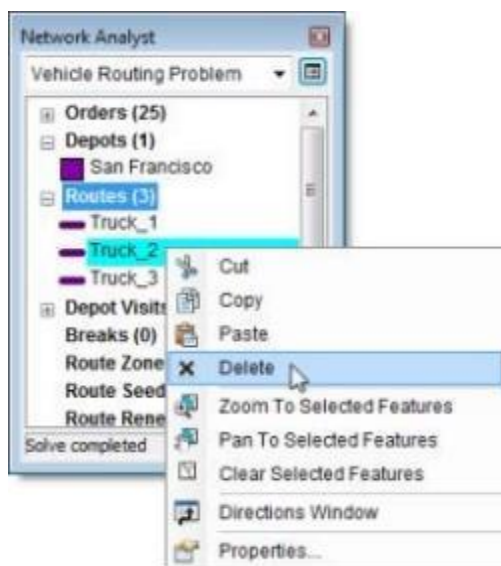 Network Analyst
Vehicle Routing Problem
Orders (25)
Depots (1)
San Francisco
Routes (3)
Truck_1
Truck_2
Truck_3
Depot Visits
Breaks (0)
Route Zone
Route Seed
Route Rene
Solve completed
Cut
Copy
Paste
Delete
Zoom To Selected Features
Pan To Selected Features
Clear Selected Features
Directions Window
Properties...